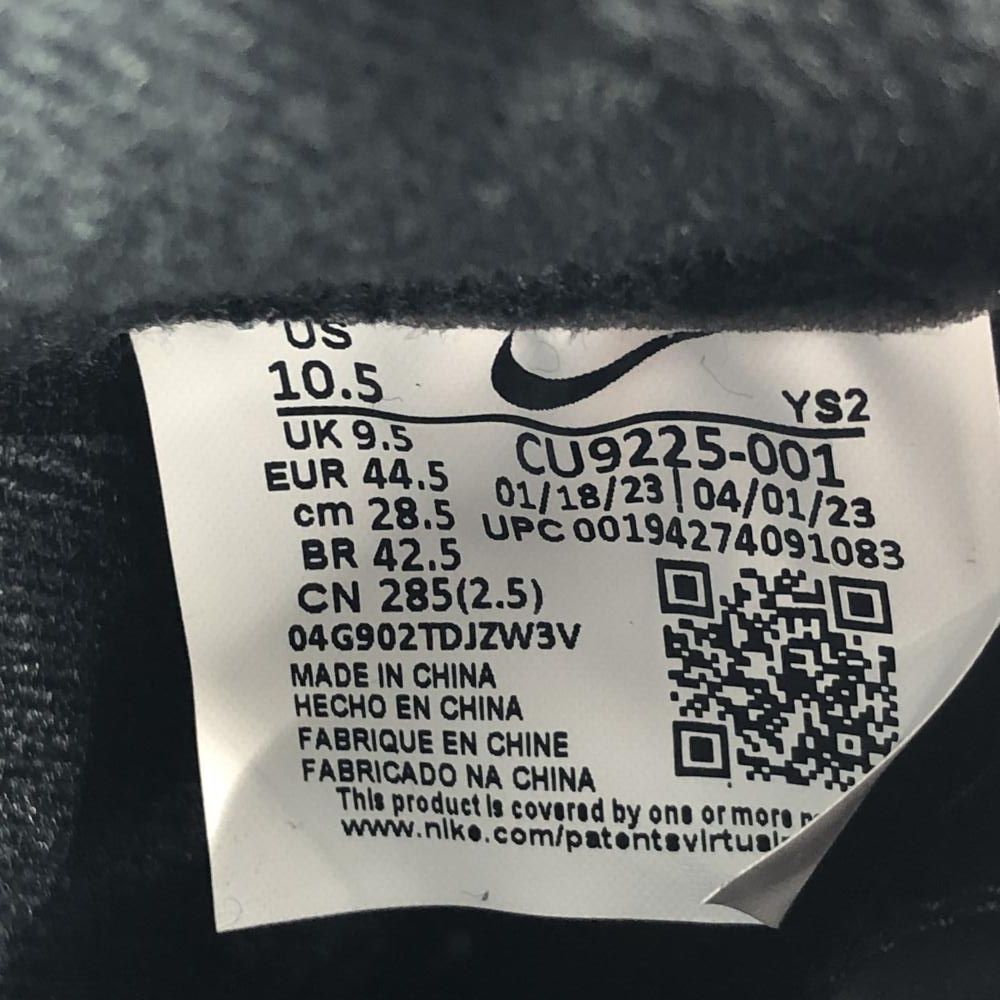 US
10.5
YS2
UK 9.5
CU9225-001
EUR 44.5
01/18/23 | 04/01/23
cm 28.5
UPC 00194274091083
BR 42.5
CN 285(2.5)
04G902TDJZW3V
MADE IN CHINA
HECHO EN CHINA
FABRIQUE EN CHINE
FABRICADO NA CHINA
This product is covered by one or more
www.nike.com/patentsvirtual